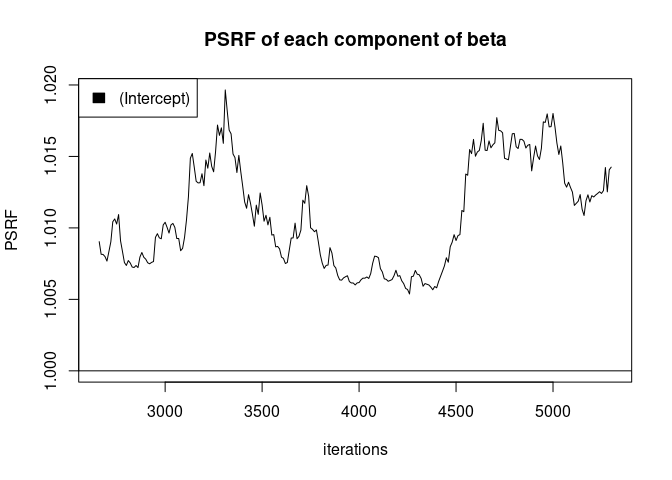 PSRF of each component of beta
(Intercept)
PSRF
1.020
1.015
1.010
1.005
1.000
3000 3500 4000 4500 5000
iterations